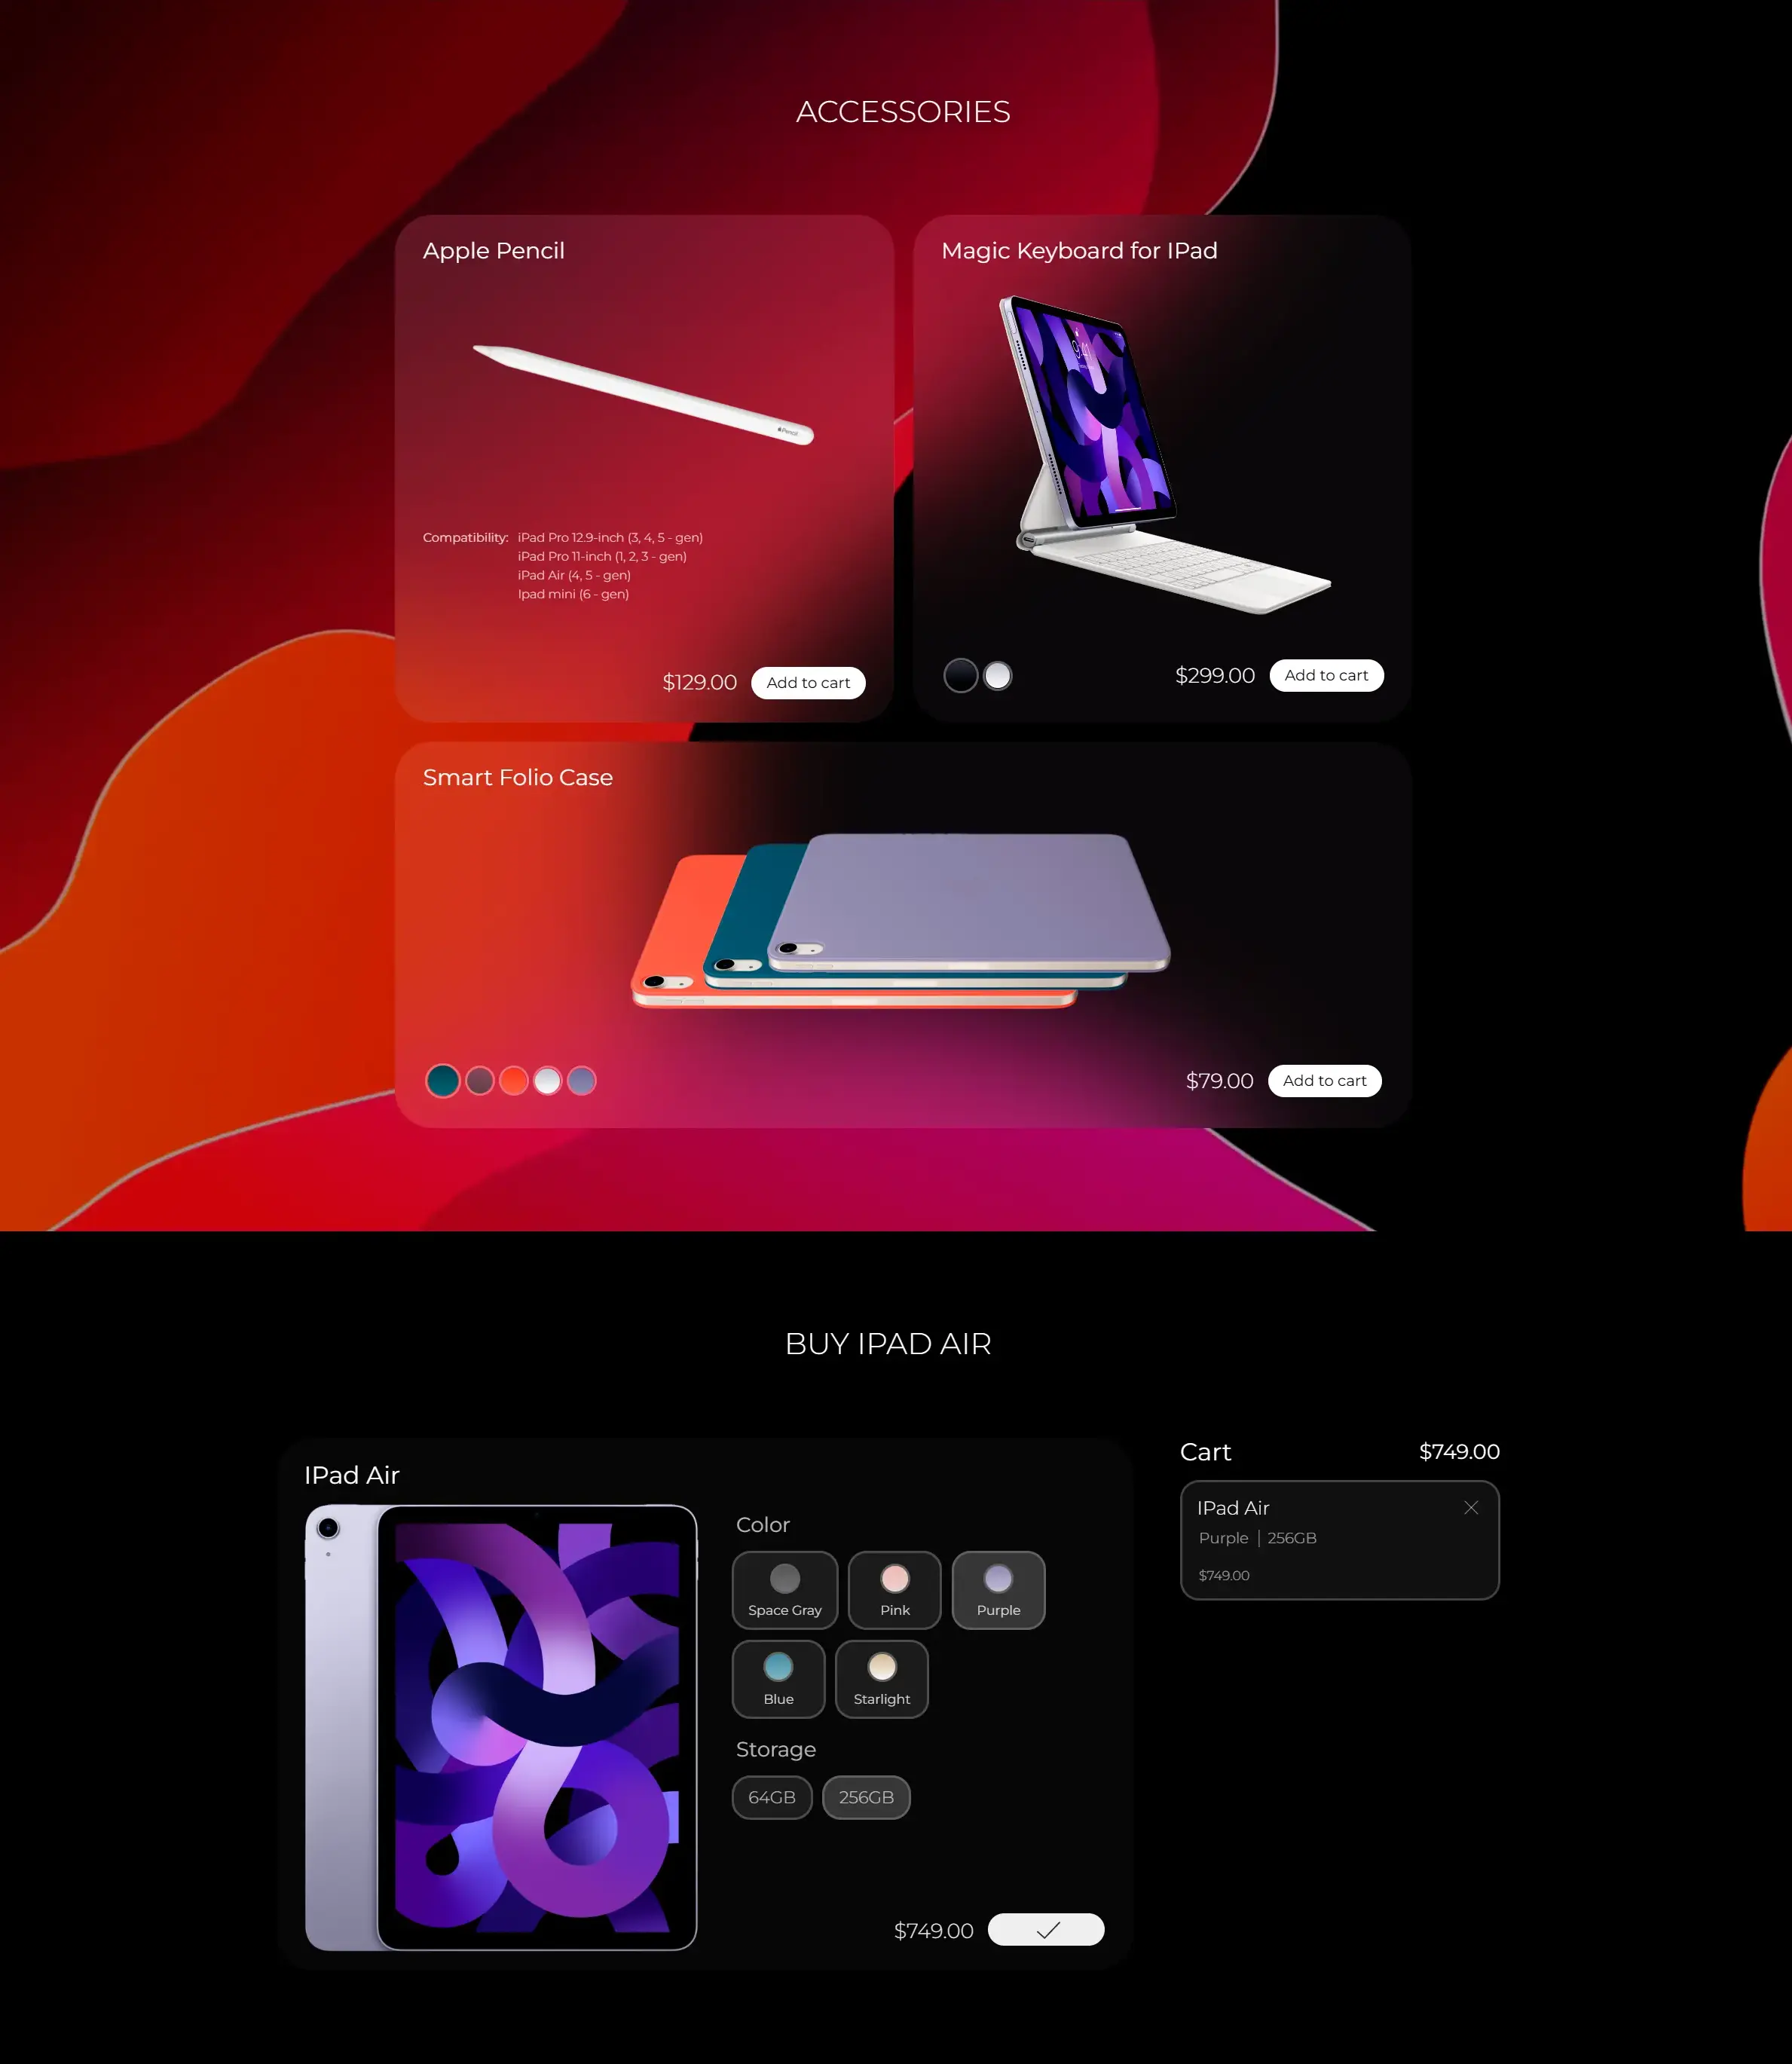 ACCESSORIES
Apple Pencil
Pencil
Compatibility: iPad Pro 12.9-inch (3, 4, 5 - gen)
iPad Pro 11-inch (1, 2, 3 - gen)
iPad Air (4, 5 - gen)
Ipad mini (6 - gen)
$129.00 Add to cart
Magic Keyboard for IPad
9:41
$299.00 Add to cart
Smart Folio Case
$79.00 Add to cart
BUY IPAD AIR
IPad Air
Color
Space Gray Pink Purple
Blue Starlight
Storage
64GB 256GB
$749.00
Cart $749.00
IPad Air
Purple | 256GB
$749.00